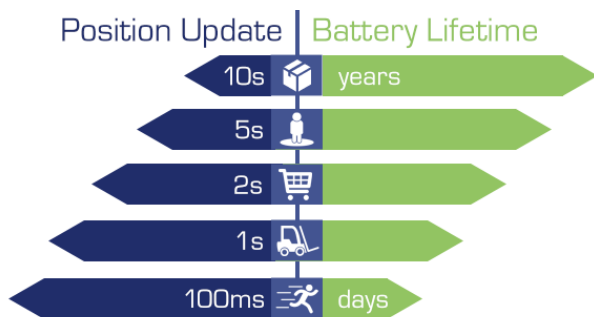 Position Update Battery Lifetime
10s years
5s
2s
1s
100ms days